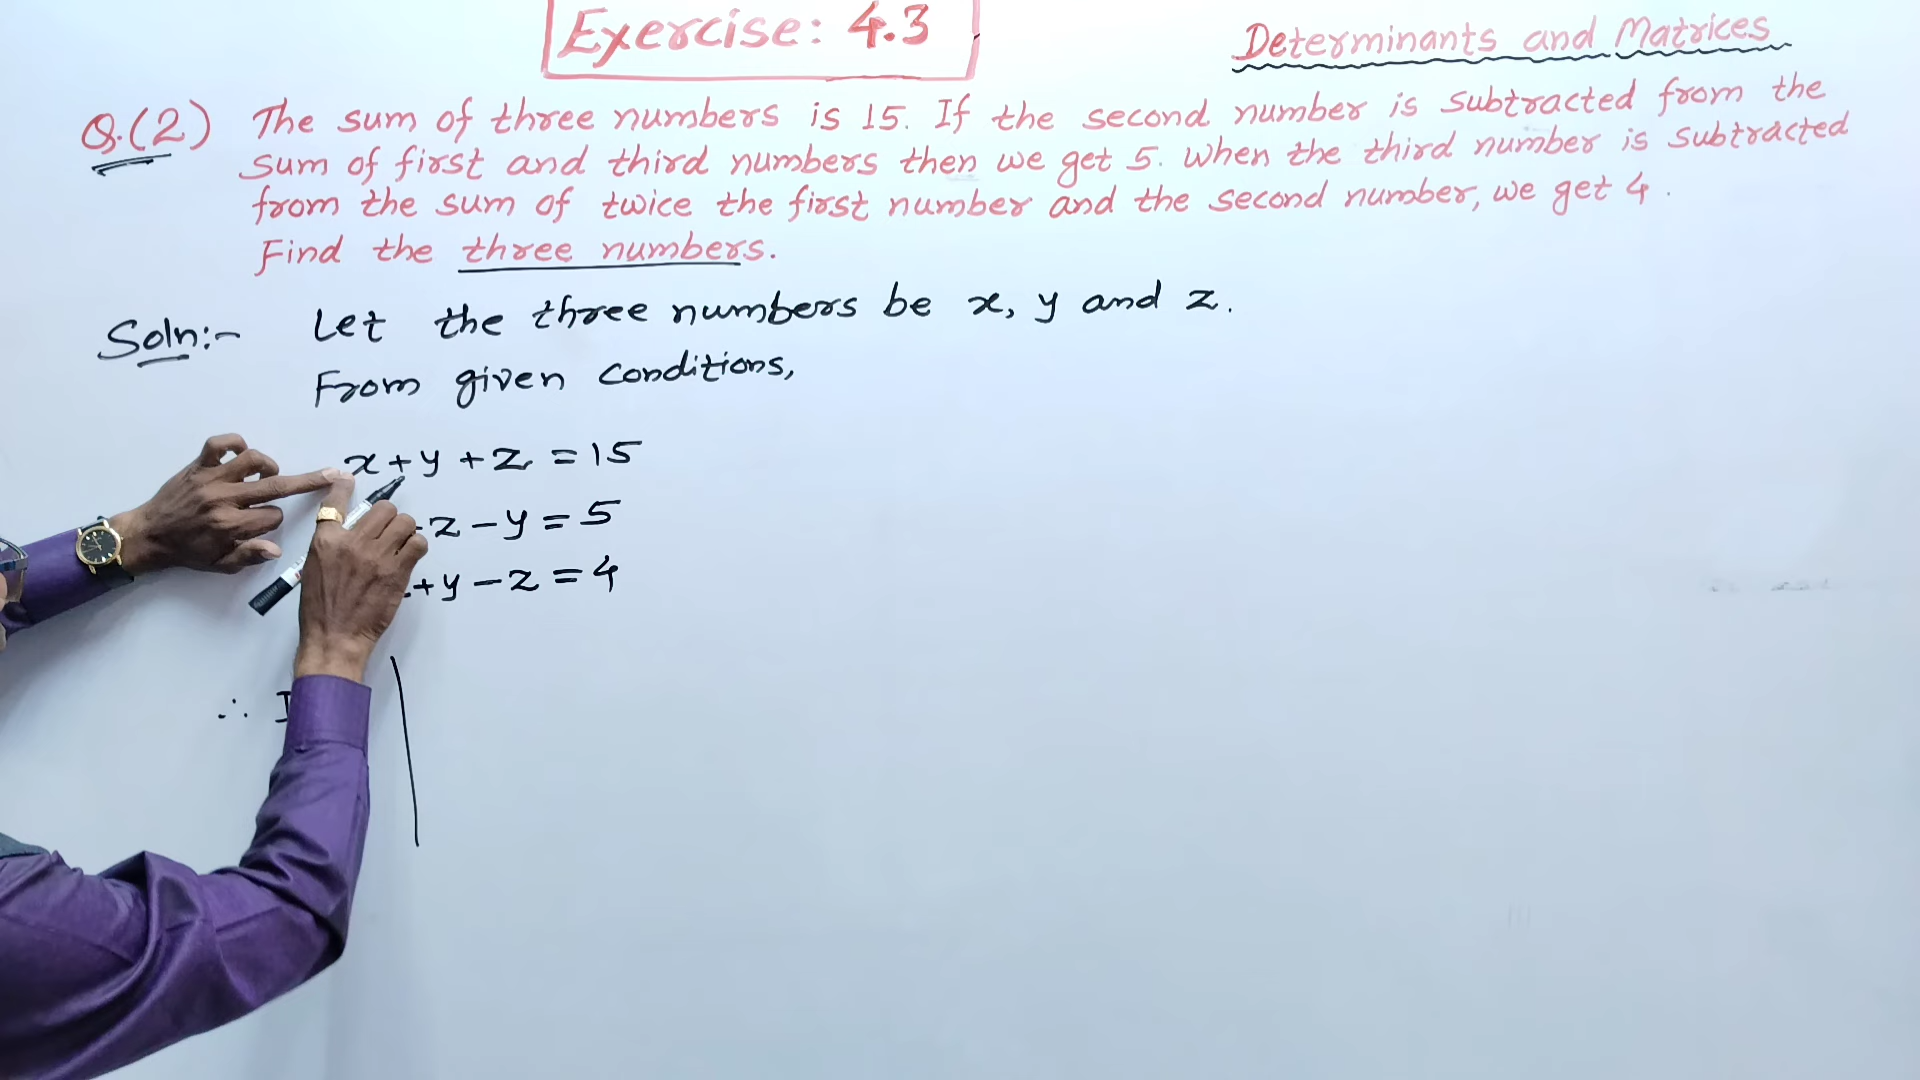 Exercise: 4.3
Determinants and Matrices
Q.(2) The sum of three numbers is 15. If the second number is subtracted from the
sum of first and third numbers then we get 5. When the third number is subtracted
from the sum of twice the first number and the second number, we get 4.
Find the three numbers.
Soln:- Let the three numbers be x, y and z.
From given conditions,
x+y+z=15
z-y=5
+y-z=4
∴